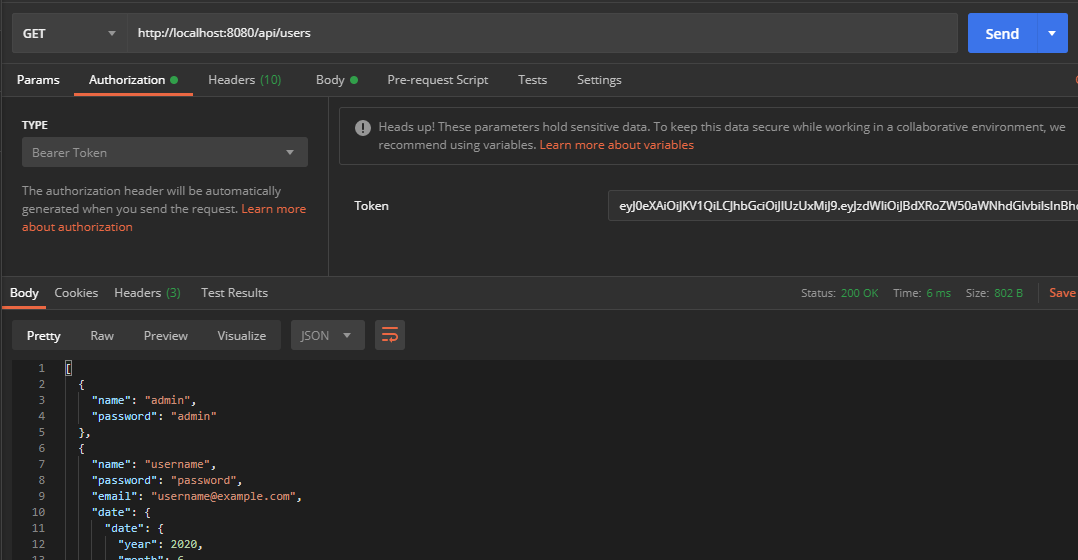 GET http://localhost:8080/api/users Send
Params Authorization Headers (10) Body Pre-request Script Tests Settings
TYPE
Bearer Token
The authorization header will be automatically
generated when you send the request. Learn more
about authorization
Heads up! These parameters hold sensitive data. To keep this data secure while working in a collaborative environment, we
recommend using variables. Learn more about variables
Token eyJ0eXAiOiJKV1QiLCJhbGciOiJIUzUxMiJ9.eyJzdWIiOiJBdXRoZW50aWNhdGlvbiIsInBhc
Body Cookies Headers (3) Test Results Status: 200 OK Time: 6 ms Size: 802 B Save
Pretty Raw Preview Visualize JSON
1 [
2 {
3 "name": "admin",
4 "password": "admin"
5 },
6 {
7 "name": "username",
8 "password": "password",
9 "email": "username@example.com",
10 "date": {
11 "date": {
12 "year": 2020,
13 "month": 6